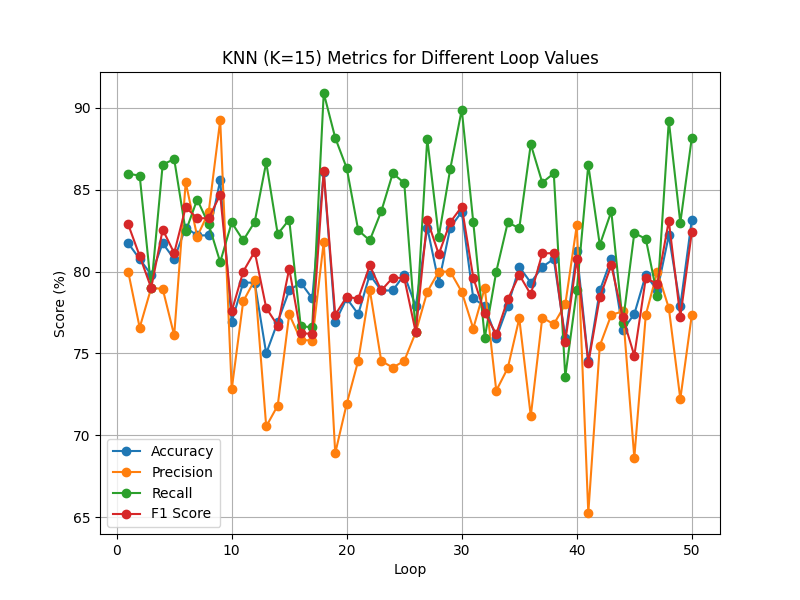 KNN (K=15) Metrics for Different Loop Values
90
85
80
75
70
65
Score (%)
Accuracy
Precision
Recall
F1 Score
0 10 20 30 40 50
Loop